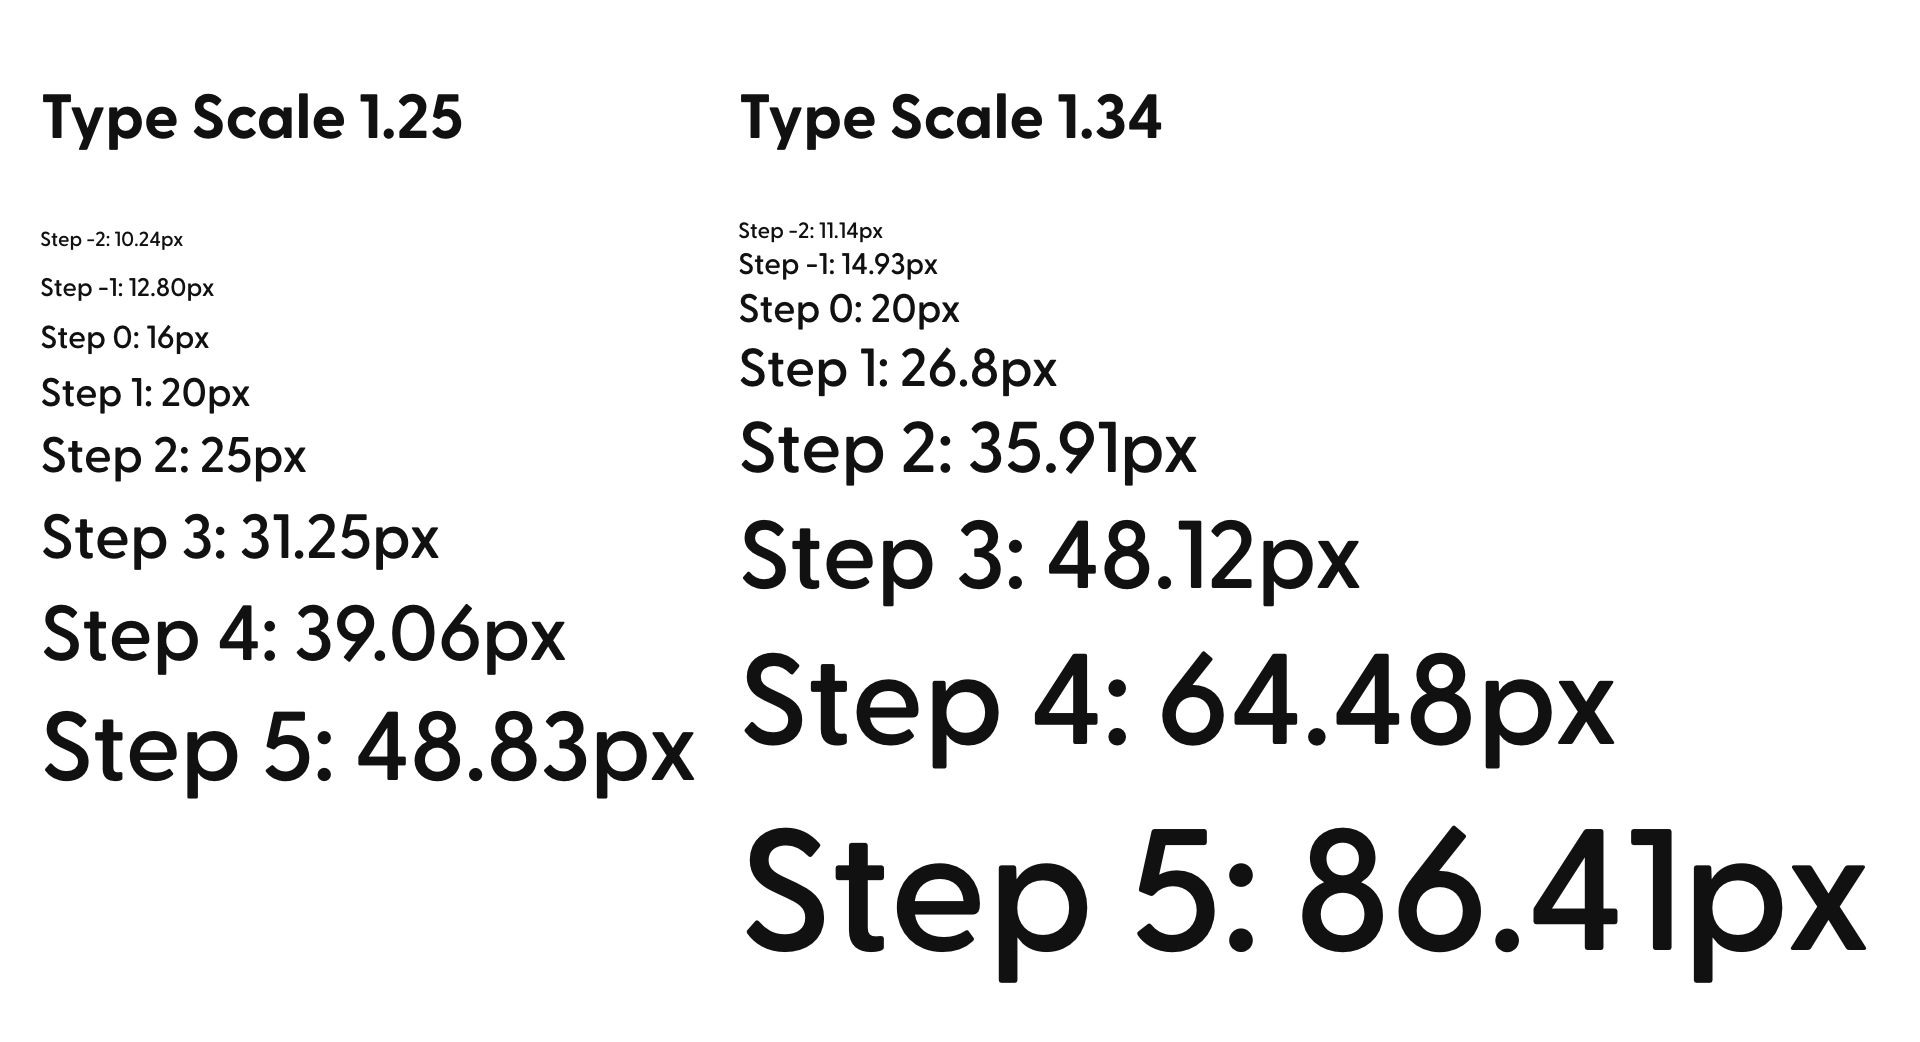 Type Scale 1.25
Step -2: 10.24px
Step -1: 12.80px
Step 0: 16px
Step 1: 20px
Step 2: 25px
Step 3: 31.25px
Step 4: 39.06px
Step 5: 48.83px
Type Scale 1.34
Step -2: 11.14px
Step -1: 14.93px
Step 0: 20px
Step 1: 26.8px
Step 2: 35.91px
Step 3: 48.12px
Step 4: 64.48px
Step 5: 86.41px